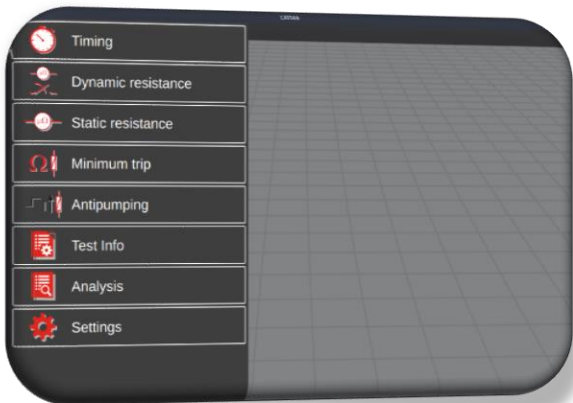 Timing
Dynamic resistance
Static resistance
Minimum trip
Antipumping
Test Info
Analysis
Settings